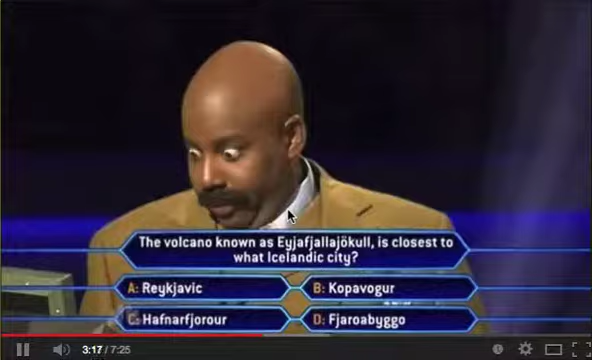 The volcano known as Eyjafjallajökull, is closest to
what Icelandic city?
A: Reykjavic
B: Kopavogur
C: Hafnarfjorour
D: Fjaroabyggo
3:17 / 7:25